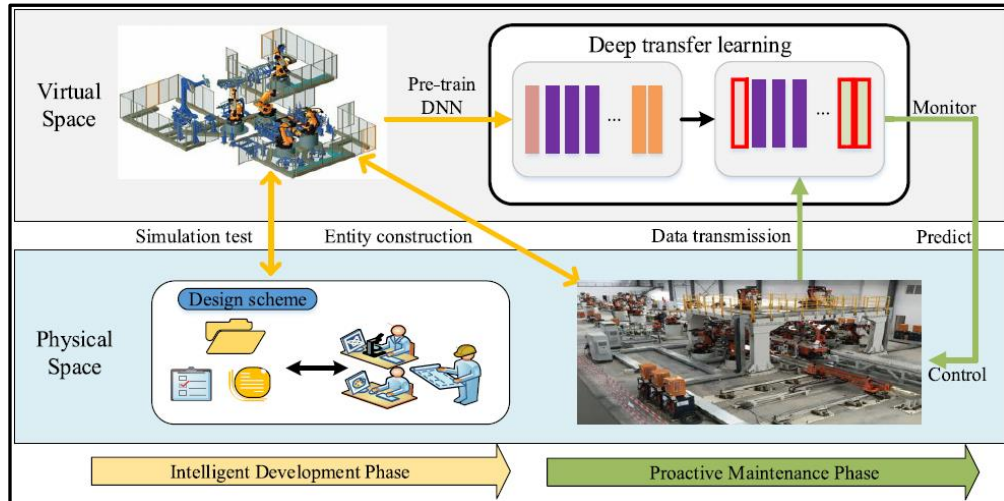 Deep transfer learning
Virtual
Space
Pre-train
DNN
...
...
Monitor
Simulation test
Entity construction
Data transmission
Predict
Design scheme
Physical
Space
Control
Intelligent Development Phase
Proactive Maintenance Phase